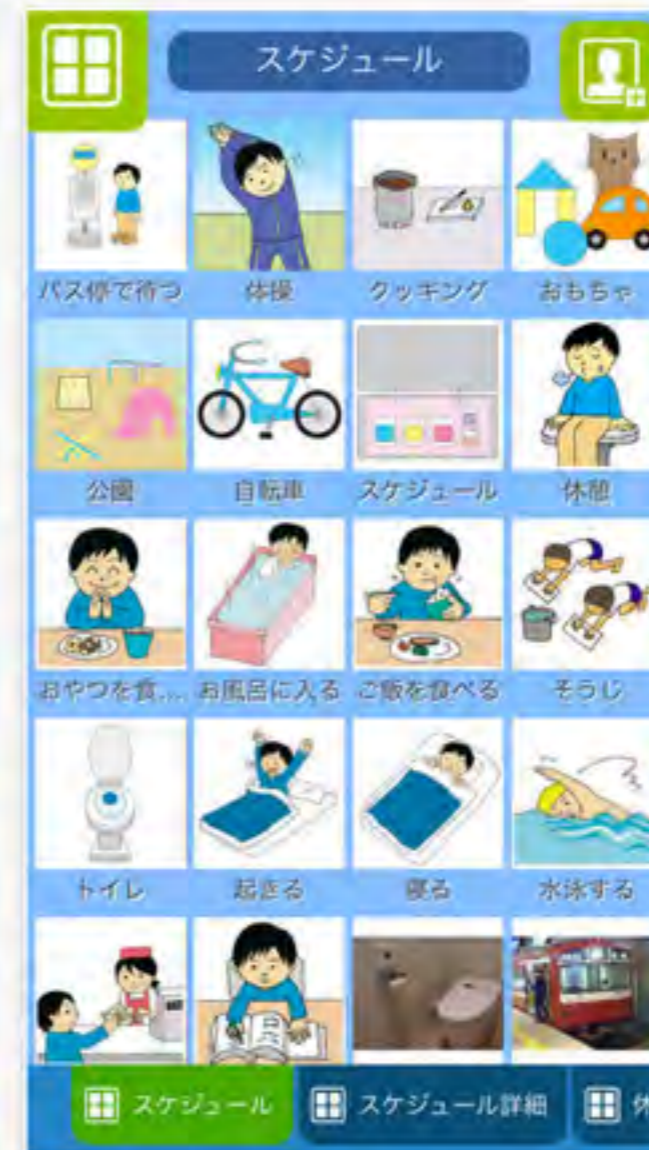 スケジュール
バス停で待つ 体操 クッキング おもちゃ
公園 自転車 スケジュール 休憩
おやつを食.... お風呂に入る ご飯を食べる そうじ
トイレ 起きる 寝る 水泳する
スケジュール スケジュール詳細 休